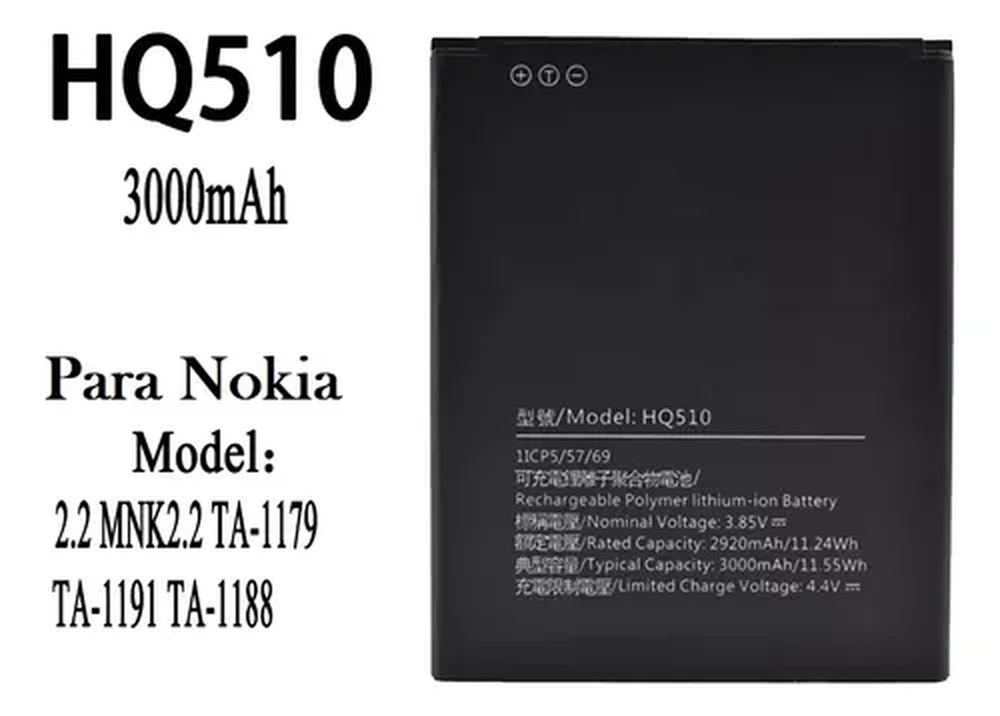 HQ510
3000mAh
Para Nokia
Model：
2.2 MNK2.2 TA-1179
TA-1191 TA-1188
+ T −
型號/Model: HQ510
1ICP5/57/69
可充電鋰離子聚合物電池/
Rechargeable Polymer lithium-ion Battery
標稱電壓/Nominal Voltage: 3.85V⎓
額定電壓/Rated Capacity: 2920mAh/11.24Wh
典型容量/Typical Capacity: 3000mAh/11.55Wh
充電限制電壓/Limited Charge Voltage: 4.4V⎓